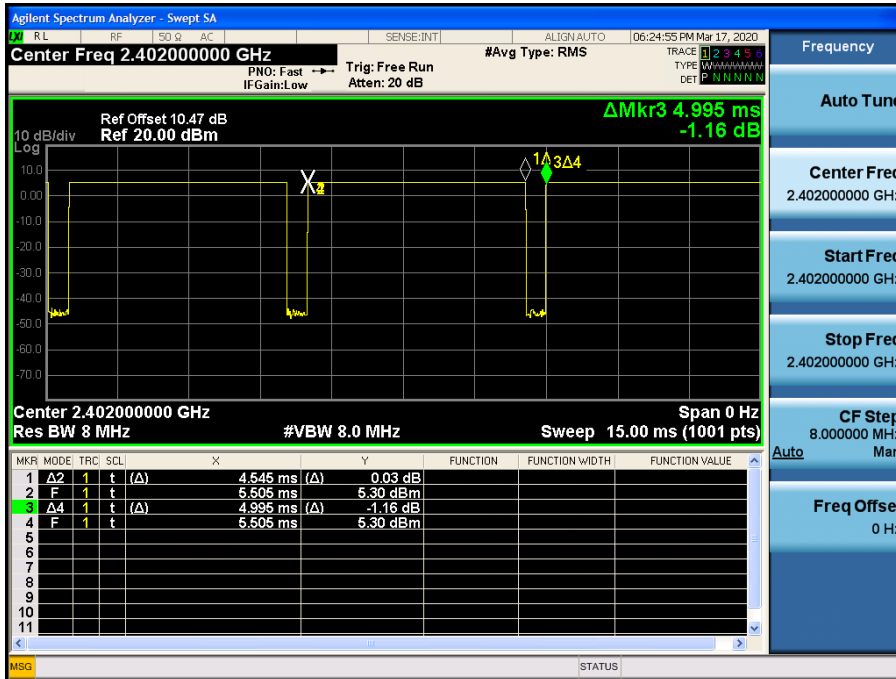 Agilent Spectrum Analyzer - Swept SA
LXI RL RF 50 Ω AC SENSE:INT ALIGN AUTO 06:24:55 PM Mar 17, 2020
Center Freq 2.402000000 GHz #Avg Type: RMS TRACE 1 2 3 4 5 6
PNO: Fast Trig: Free Run TYPE WWWWWW
IFGain:Low Atten: 20 dB DET P N N N N N
Frequency
Auto Tune
Center Freq
2.402000000 GHz
Start Freq
2.402000000 GHz
Stop Freq
2.402000000 GHz
CF Step
8.000000 MHz
Auto Man
Freq Offset
0 Hz
ΔMkr3 4.995 ms
-1.16 dB
Ref Offset 10.47 dB
10 dB/div Ref 20.00 dBm
Log
10.0
0.00
-10.0
-20.0
-30.0
-40.0
-50.0
-60.0
-70.0
1Δ 3Δ4
Center 2.402000000 GHz Span 0 Hz
Res BW 8 MHz #VBW 8.0 MHz Sweep 15.00 ms (1001 pts)
MKR MODE TRC SCL X Y FUNCTION FUNCTION WIDTH FUNCTION VALUE
1 Δ2 1 t (Δ) 4.545 ms (Δ) 0.03 dB
2 F 1 t 5.505 ms 5.30 dBm
3 Δ4 1 t (Δ) 4.995 ms (Δ) -1.16 dB
4 F 1 t 5.505 ms 5.30 dBm
5
6
7
8
9
10
11
MSG STATUS